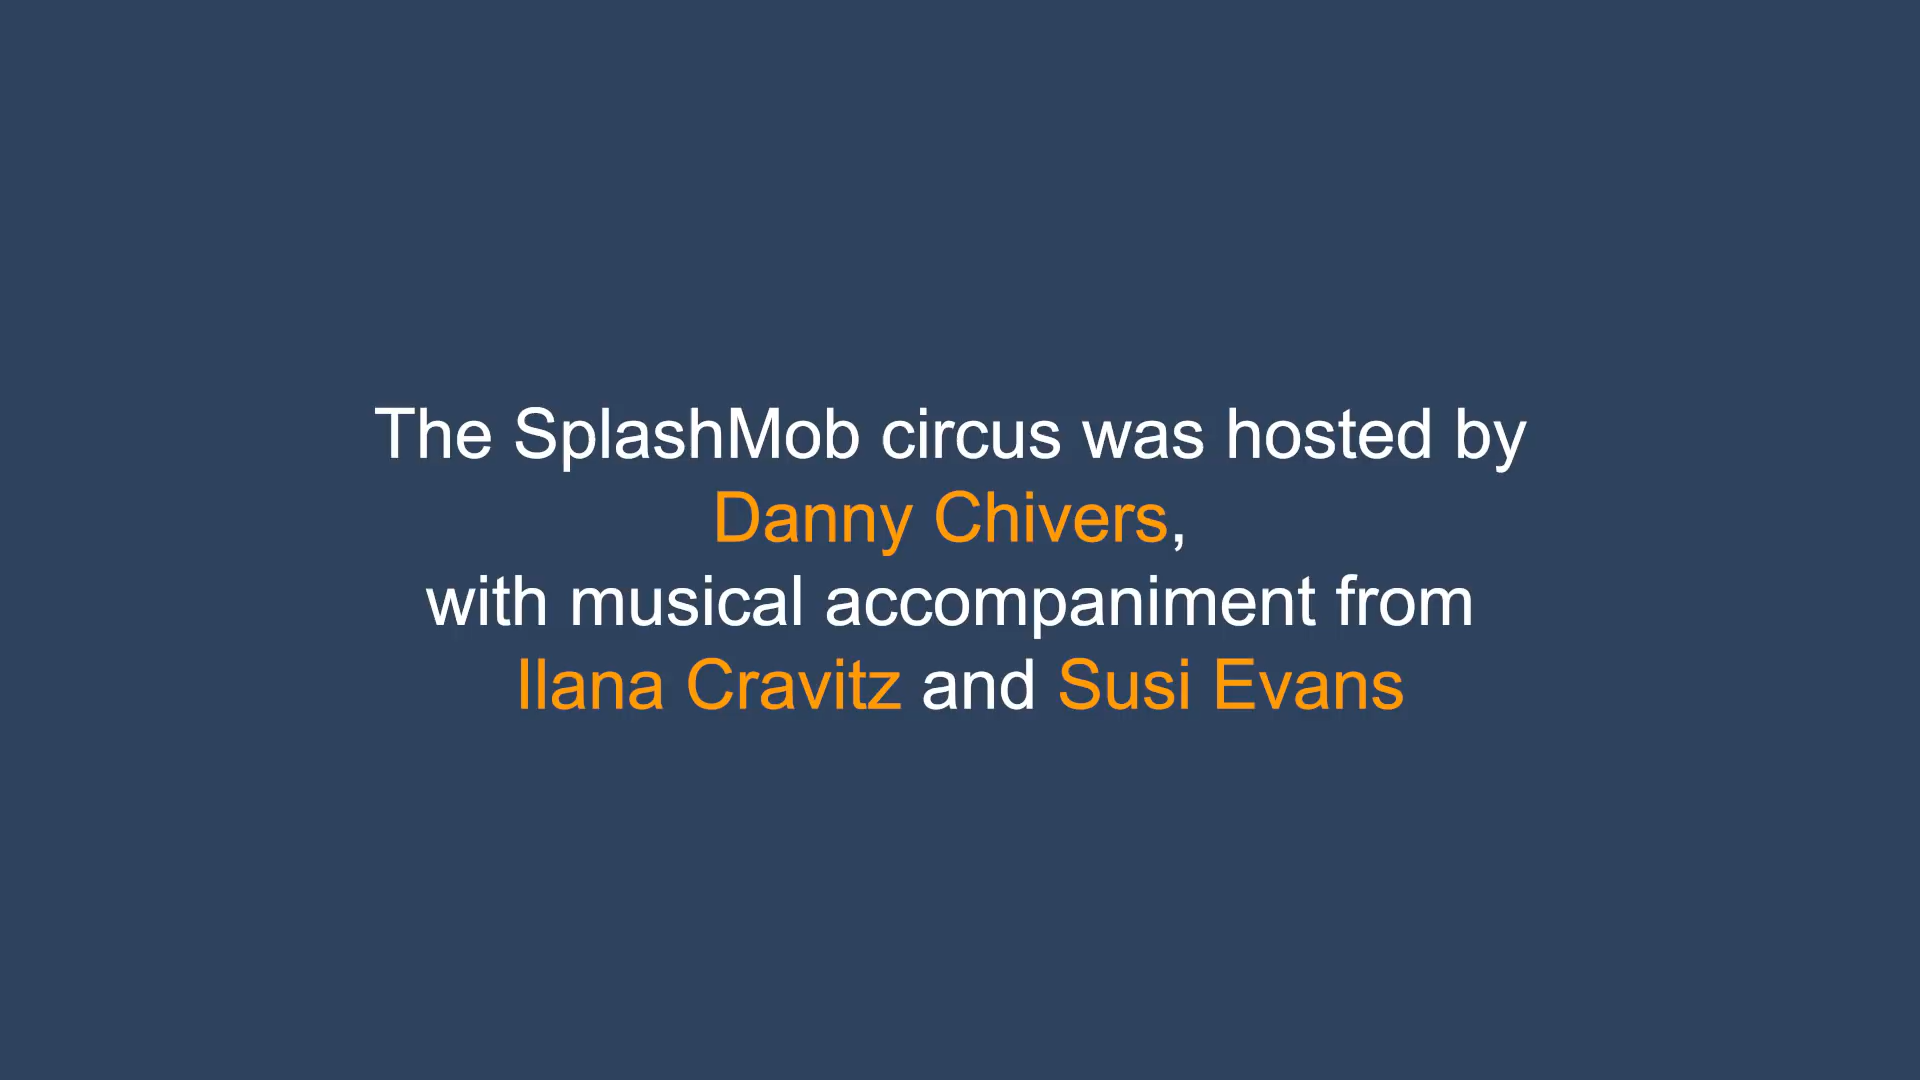 The SplashMob circus was hosted by
Danny Chivers,
with musical accompaniment from
Ilana Cravitz and Susi Evans